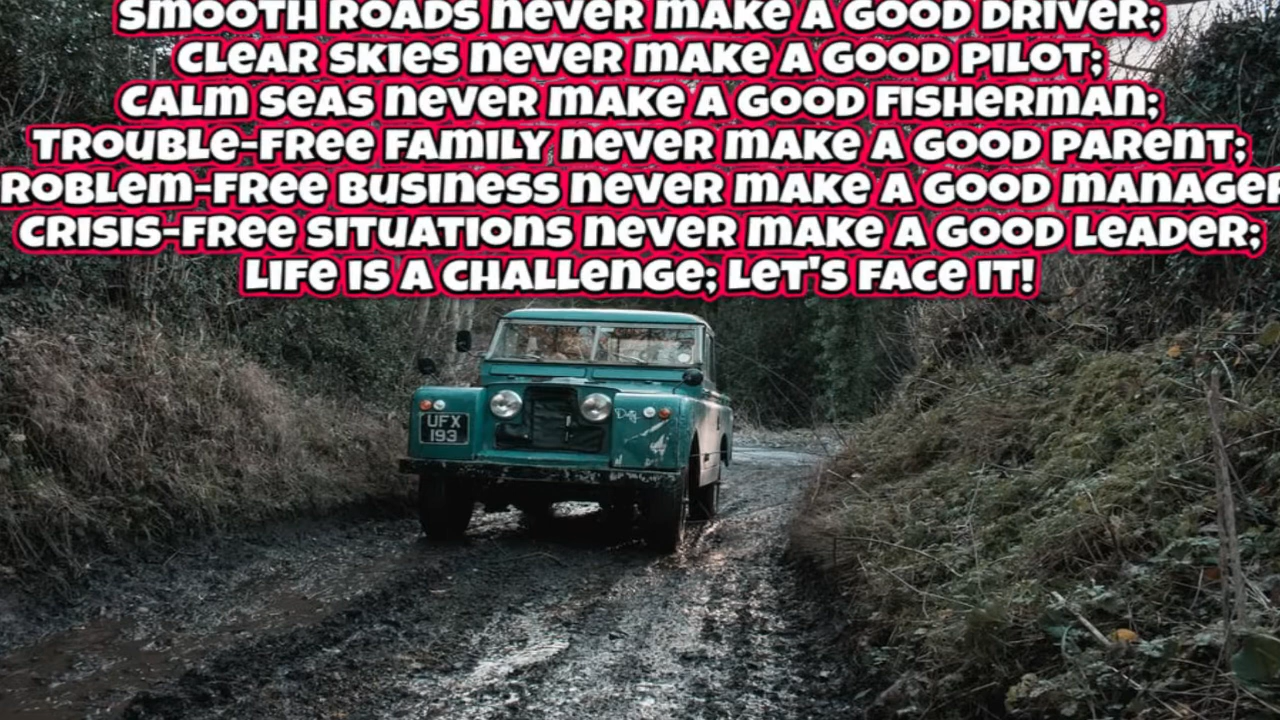 SMOOTH ROADS NEVER MAKE A GOOD DRIVER;
CLEAR SKIES NEVER MAKE A GOOD PILOT;
CALM SEAS NEVER MAKE A GOOD FISHERMAN;
TROUBLE-FREE FAMILY NEVER MAKE A GOOD PARENT;
ROBLEM-FREE BUSINESS NEVER MAKE A GOOD MANAGER
CRISIS-FREE SITUATIONS NEVER MAKE A GOOD LEADER;
LIFE IS A CHALLENGE; LET'S FACE IT!
UFX
193